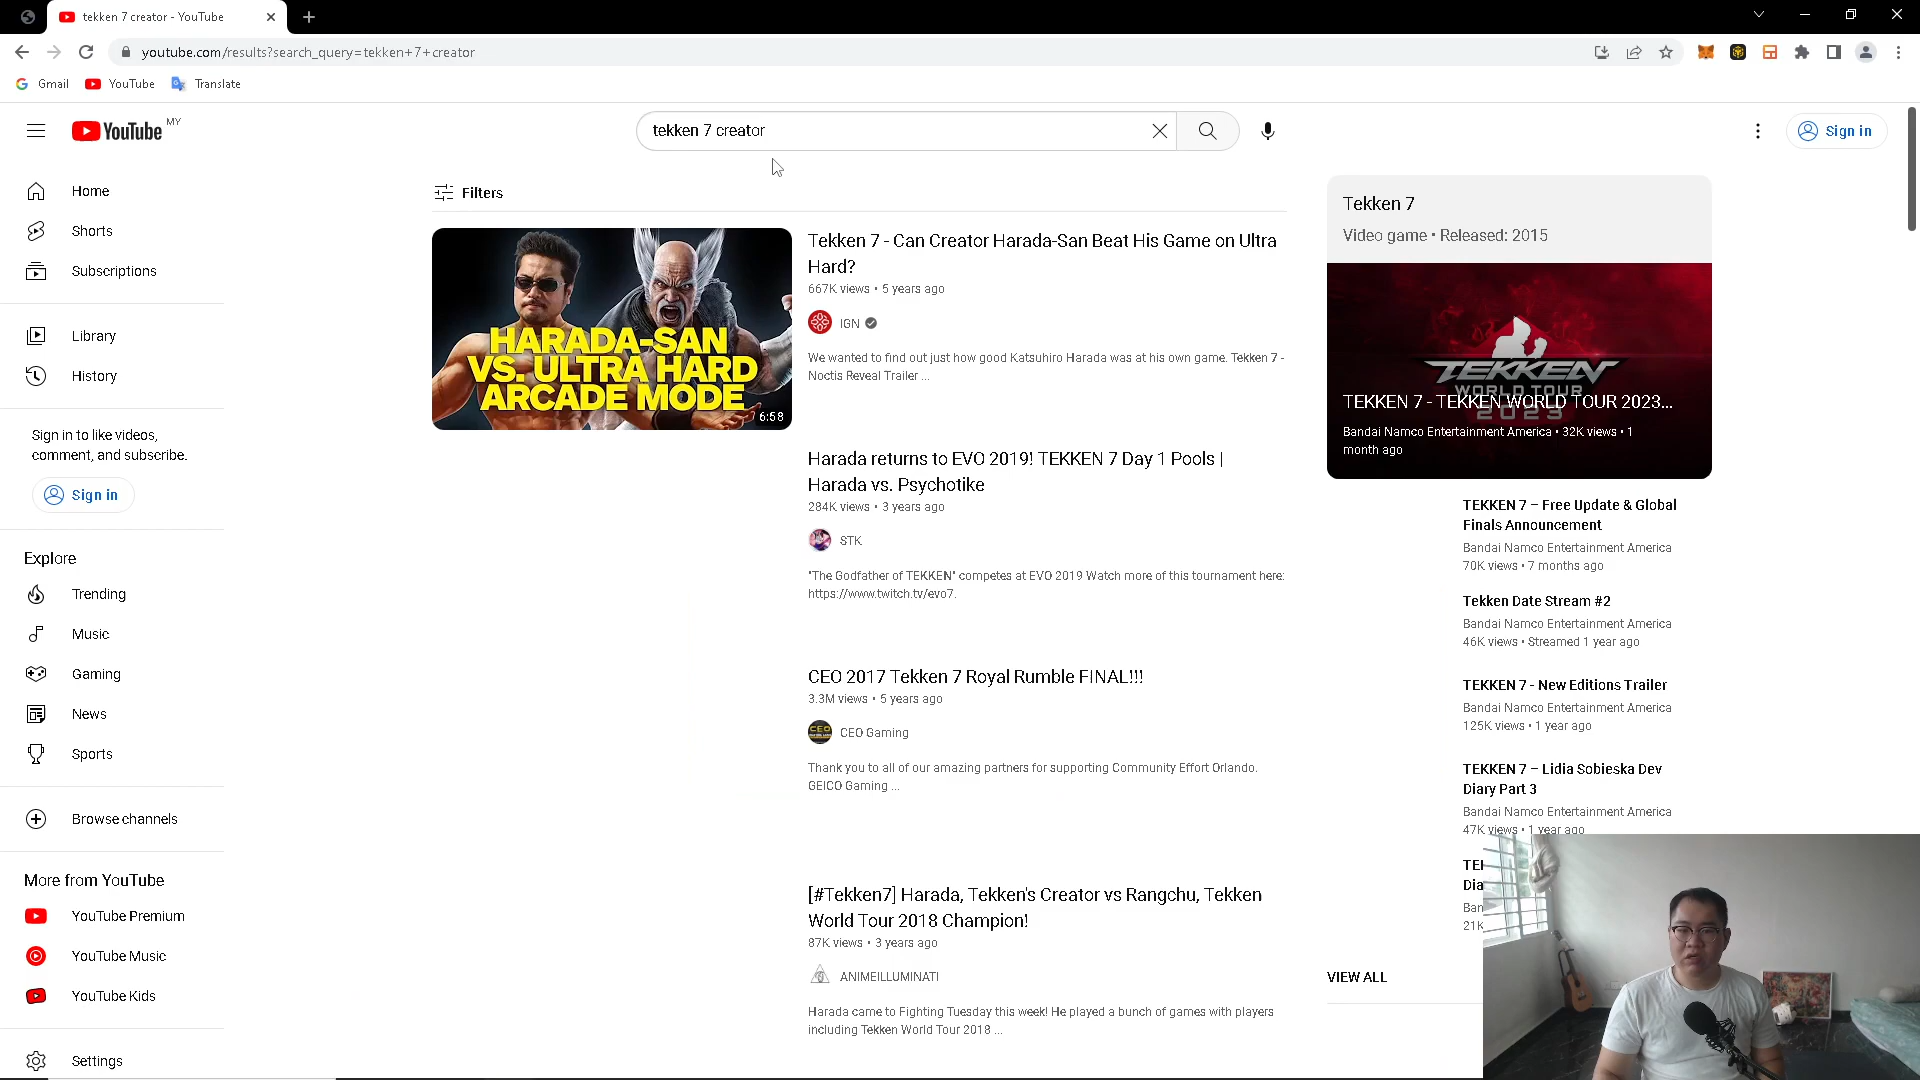 tekken 7 creator - YouTube
youtube.com/results?search_query=tekken+7+creator
Gmail
YouTube
Translate
YouTube MY
tekken 7 creator
Sign in
Home
Shorts
Subscriptions
Library
History
Sign in to like videos,
comment, and subscribe.
Sign in
Explore
Trending
Music
Gaming
News
Sports
Browse channels
More from YouTube
YouTube Premium
YouTube Music
YouTube Kids
Settings
Filters
HARADA-SAN
VS. ULTRA HARD
ARCADE MODE
6:58
Tekken 7 - Can Creator Harada-San Beat His Game on Ultra
Hard?
667K views • 5 years ago
IGN
We wanted to find out just how good Katsuhiro Harada was at his own game. Tekken 7 -
Noctis Reveal Trailer ...
Harada returns to EVO 2019! TEKKEN 7 Day 1 Pools |
Harada vs. Psychotike
284K views • 3 years ago
STK
"The Godfather of TEKKEN" competes at EVO 2019 Watch more of this tournament here:
https://www.twitch.tv/evo7.
CEO 2017 Tekken 7 Royal Rumble FINAL!!!
3.3M views • 5 years ago
CEO
CEO Gaming
Thank you to all of our amazing partners for supporting Community Effort Orlando.
GEICO Gaming ...
[#Tekken7] Harada, Tekken's Creator vs Rangchu, Tekken
World Tour 2018 Champion!
87K views • 3 years ago
ANIMEILLUMINATI
Harada came to Fighting Tuesday this week! He played a bunch of games with players
including Tekken World Tour 2018 ...
Tekken 7
Video game • Released: 2015
TEKKEN
WORLD TOUR
2023
TEKKEN 7 - TEKKEN WORLD TOUR 2023...
Bandai Namco Entertainment America • 32K views • 1
month ago
TEKKEN 7 – Free Update & Global
Finals Announcement
Bandai Namco Entertainment America
70K views • 7 months ago
Tekken Date Stream #2
Bandai Namco Entertainment America
46K views • Streamed 1 year ago
TEKKEN 7 - New Editions Trailer
Bandai Namco Entertainment America
125K views • 1 year ago
TEKKEN 7 – Lidia Sobieska Dev
Diary Part 3
Bandai Namco Entertainment America
47K views • 1 year ago
Dia
Ban
21K
VIEW ALL